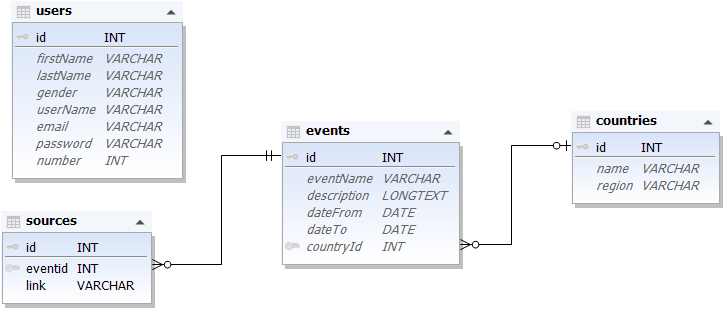 users
id INT
firstName VARCHAR
lastName VARCHAR
gender VARCHAR
userName VARCHAR
email VARCHAR
password VARCHAR
number INT
sources
id INT
eventid INT
link VARCHAR
events
id INT
eventName VARCHAR
description LONGTEXT
dateFrom DATE
dateTo DATE
countryId INT
countries
id INT
name VARCHAR
region VARCHAR